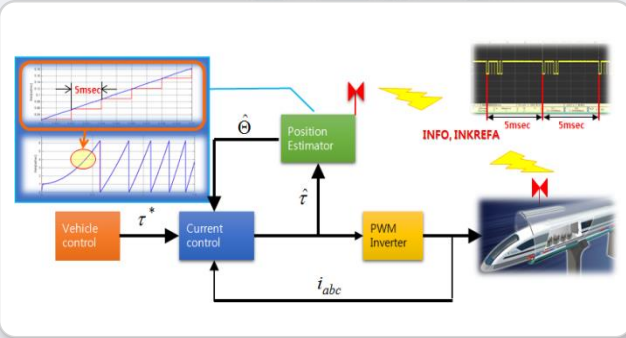 5msec
Θ̂
Position
Estimator
5msec
5msec
INFO, INKREFA
τ̂
Vehicle
control
τ*
Current
control
PWM
Inverter
i_abc